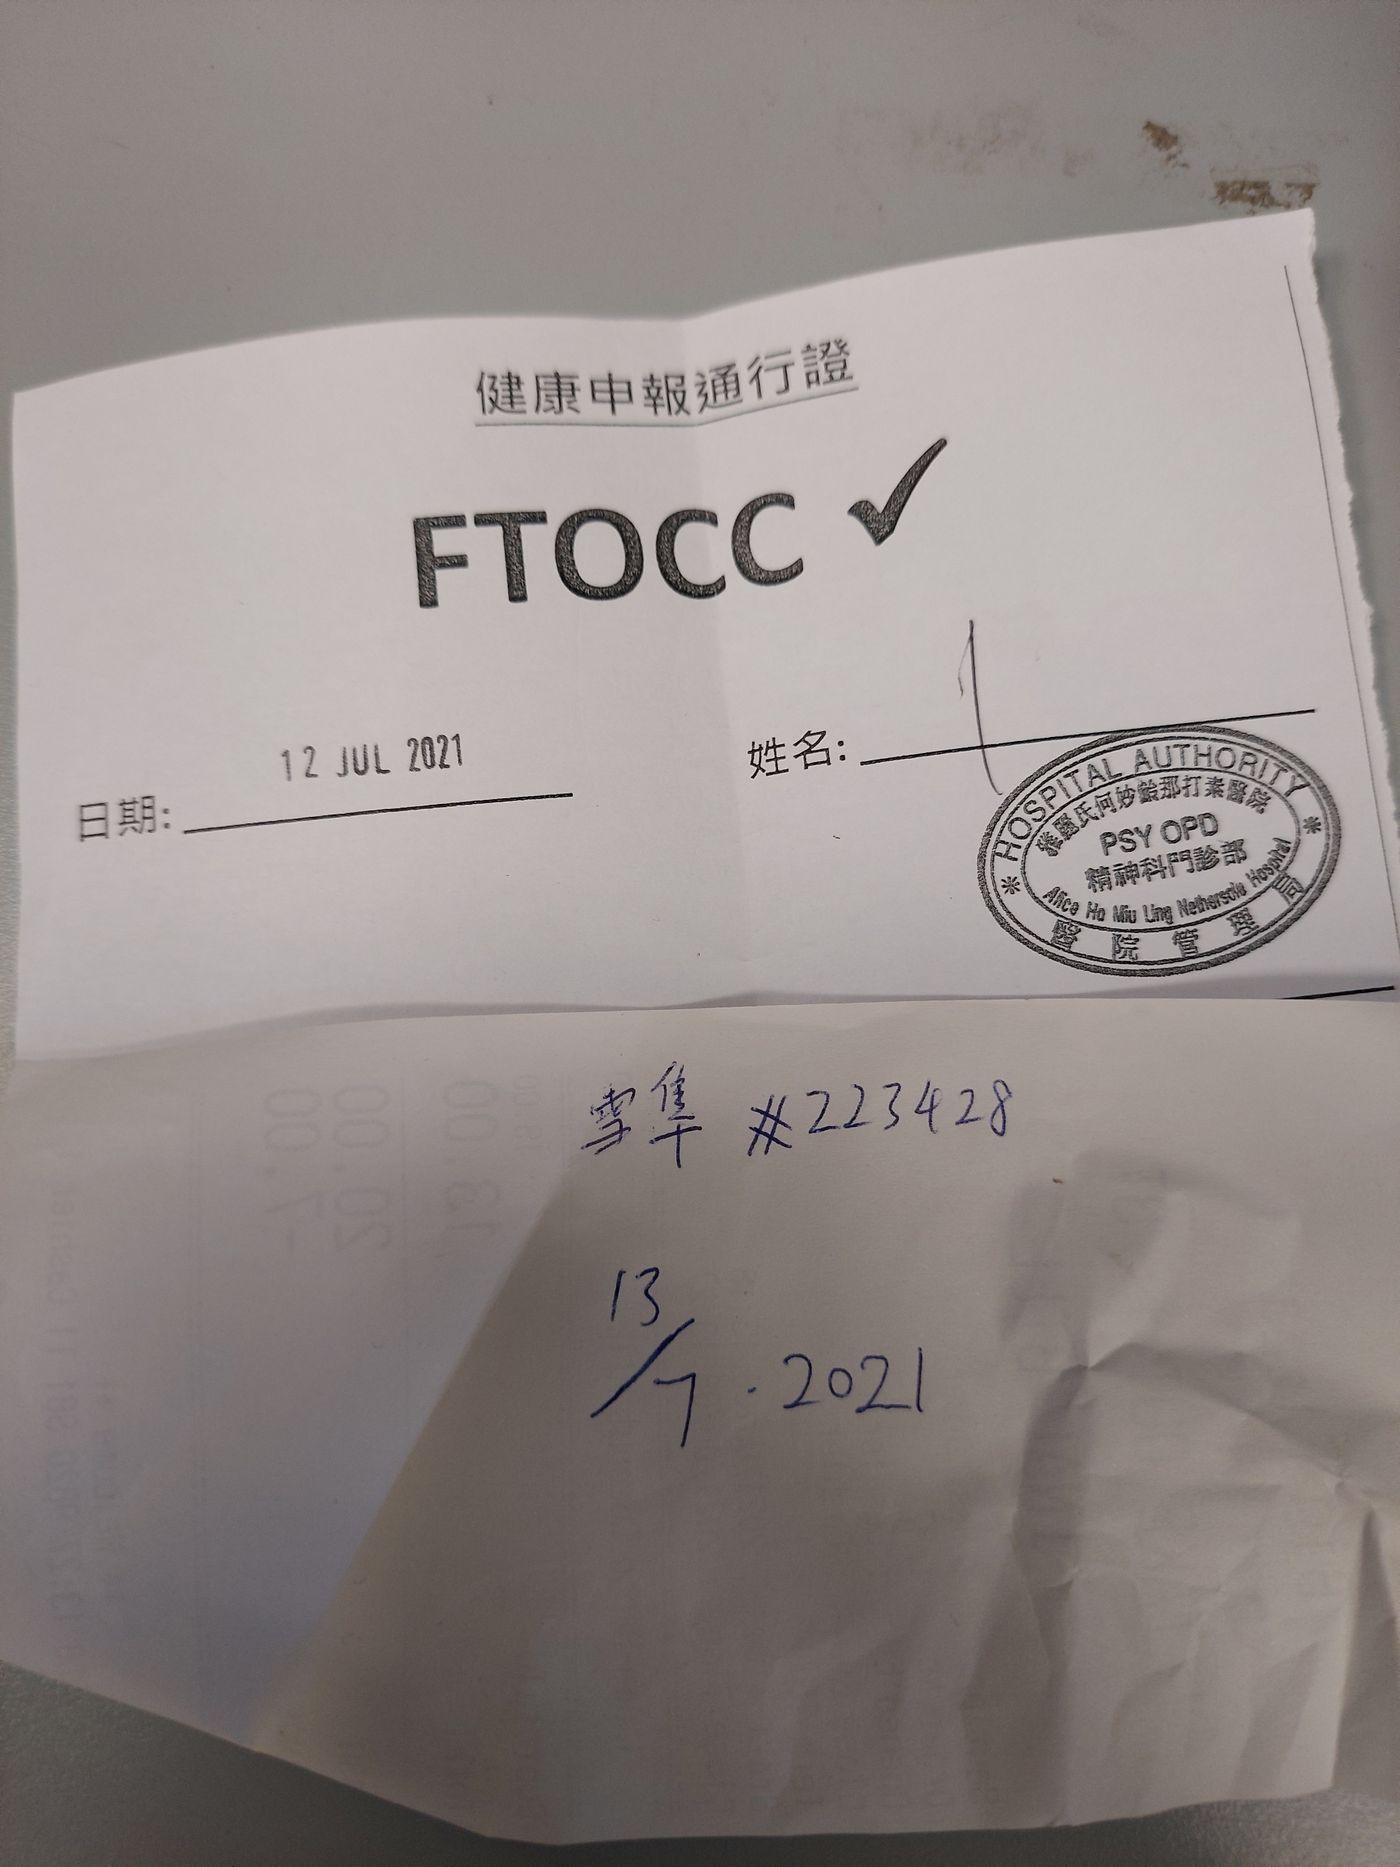 健康申報通行證
FTOCC ✓
12 JUL 2021
日期:
姓名:
* HOSPITAL AUTHORITY *
雅麗氏何妙齡那打素醫院
PSY OPD
精神科門診部
Alice Ho Miu Ling Nethersole Hospital
醫院管理局
雪隼 #223428
13/7.2021